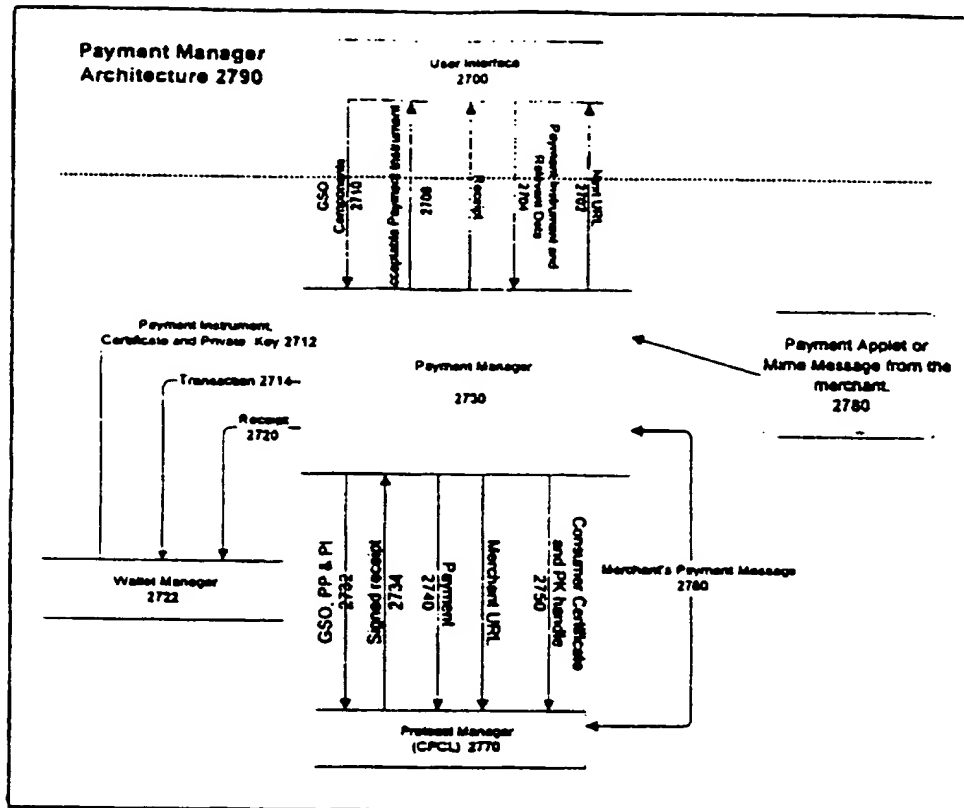 Payment Manager
Architecture 2790
User Interface
2700
GSO
Components
2710
Acceptable Payment Instrument
2708
Receipt
2704
Payment Instrument and
Relevant Data
2702
URL
Payment Instrument,
Certificate and Private Key 2712
Transaction 2714
Receipt
2720
Payment Manager
2730
Payment Applet or
Mime Message from the
merchant.
2780
GSO, PP & PI
2732
Signed receipt
2734
Payment
2740
Merchant URL
Consumer Certificate
and PK handle
2750
Merchant's Payment Message
2760
Wallet Manager
2722
Protocol Manager
(CPCL) 2770